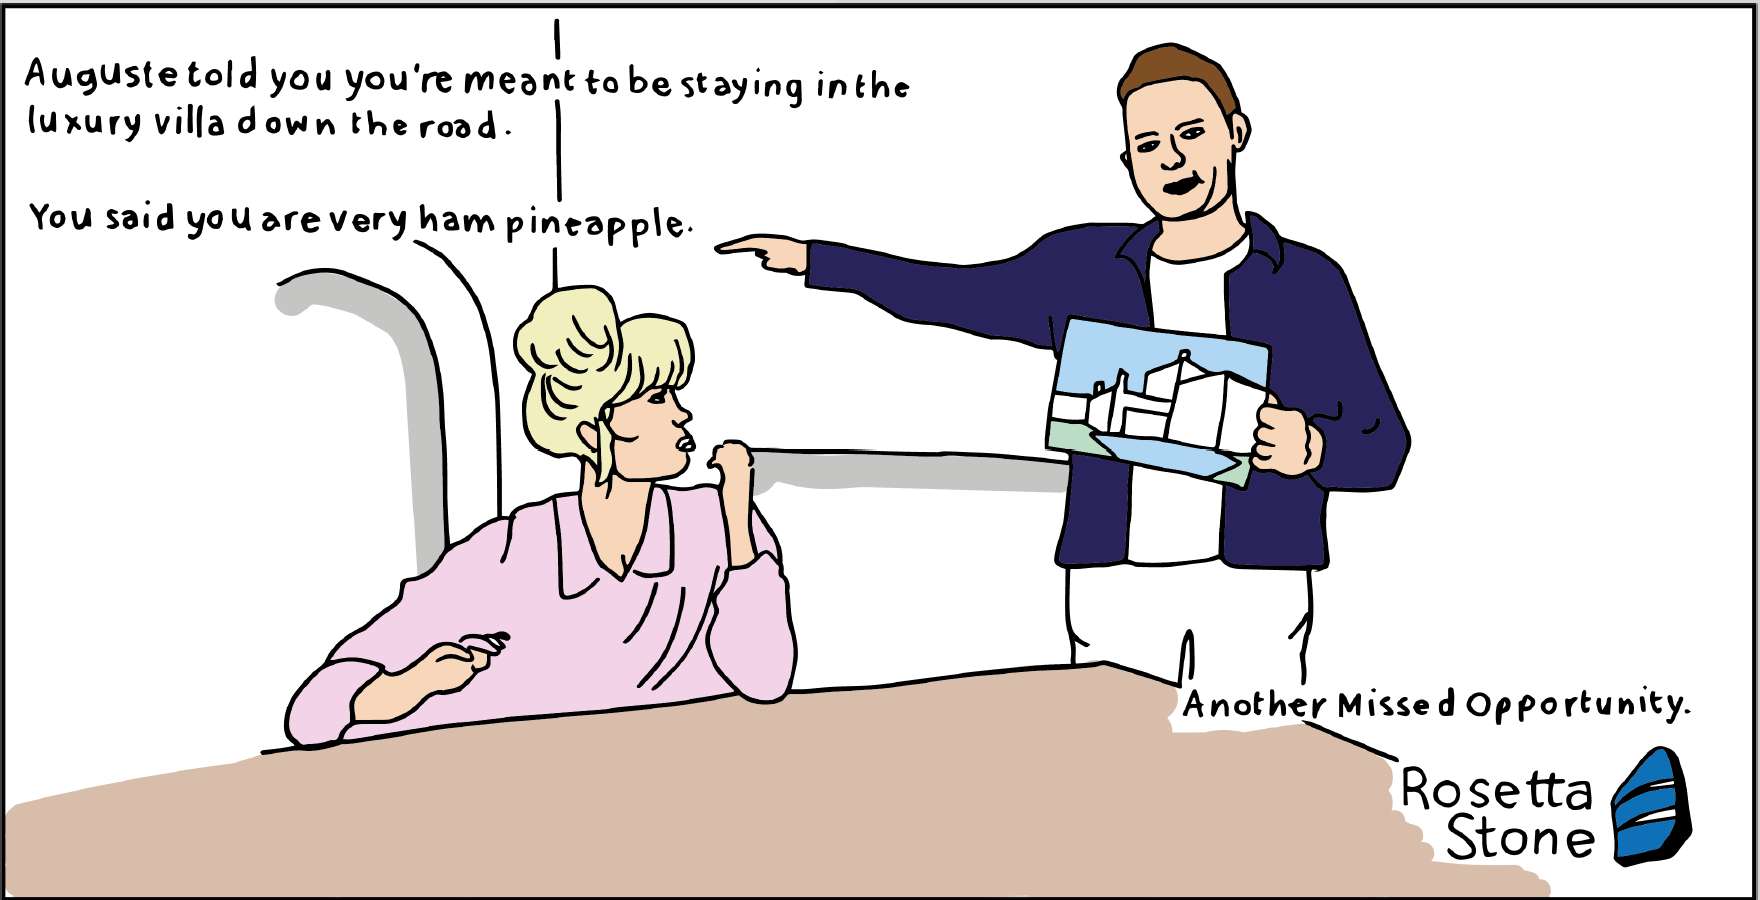 Auguste told you you're meant to be staying in the
luxury villa down the road.
You said you are very ham pineapple.
Another Missed Opportunity.
Rosetta
Stone